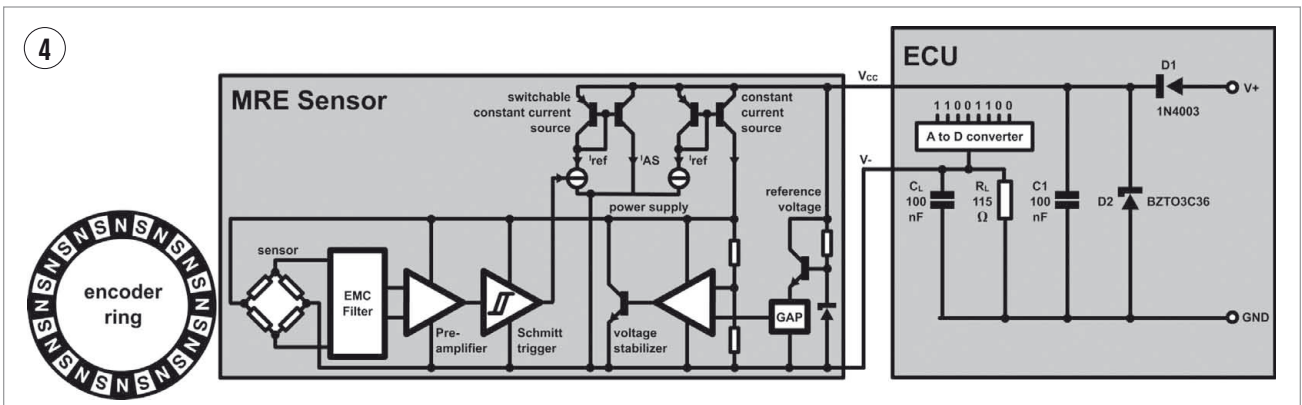 4
MRE Sensor
ECU
switchable
constant current
source
constant
current
source
Iref
IAS
Iref
power supply
reference
voltage
VCC
V-
D1
1N4003
V+
11001100
A to D converter
CL
100
nF
RL
115
Ω
C1
100
nF
D2
BZTO3C36
GND
encoder
ring
N S N S N S N S N S N S N S N S N S N S N S N S N S N S
sensor
EMC
Filter
Pre-
amplifier
Schmitt
trigger
voltage
stabilizer
GAP